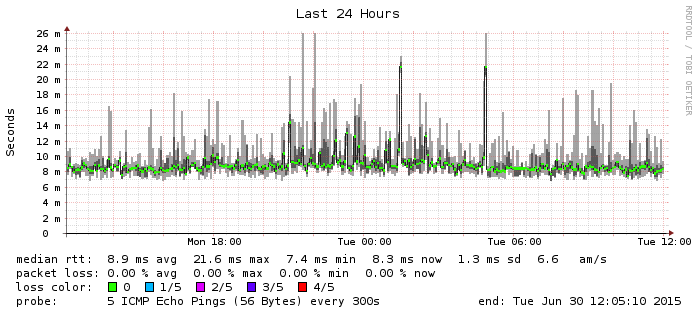 Last 24 Hours
RRDTOOL / TOBI OETIKER
Seconds
26 m
24 m
22 m
20 m
18 m
16 m
14 m
12 m
10 m
8 m
6 m
4 m
2 m
0
Mon 18:00 Tue 00:00 Tue 06:00 Tue 12:00
median rtt: 8.9 ms avg 21.6 ms max 7.4 ms min 8.3 ms now 1.3 ms sd 6.6 am/s
packet loss: 0.00 % avg 0.00 % max 0.00 % min 0.00 % now
loss color: 0 1/5 2/5 3/5 4/5
probe: 5 ICMP Echo Pings (56 Bytes) every 300s end: Tue Jun 30 12:05:10 2015